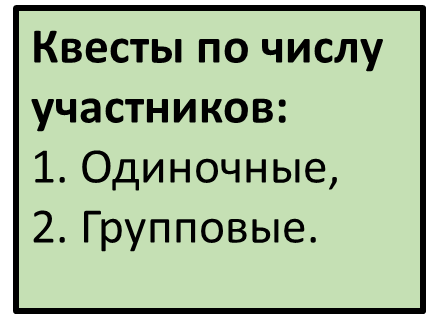 Квесты по числу
участников:
1. Одиночные,
2. Групповые.